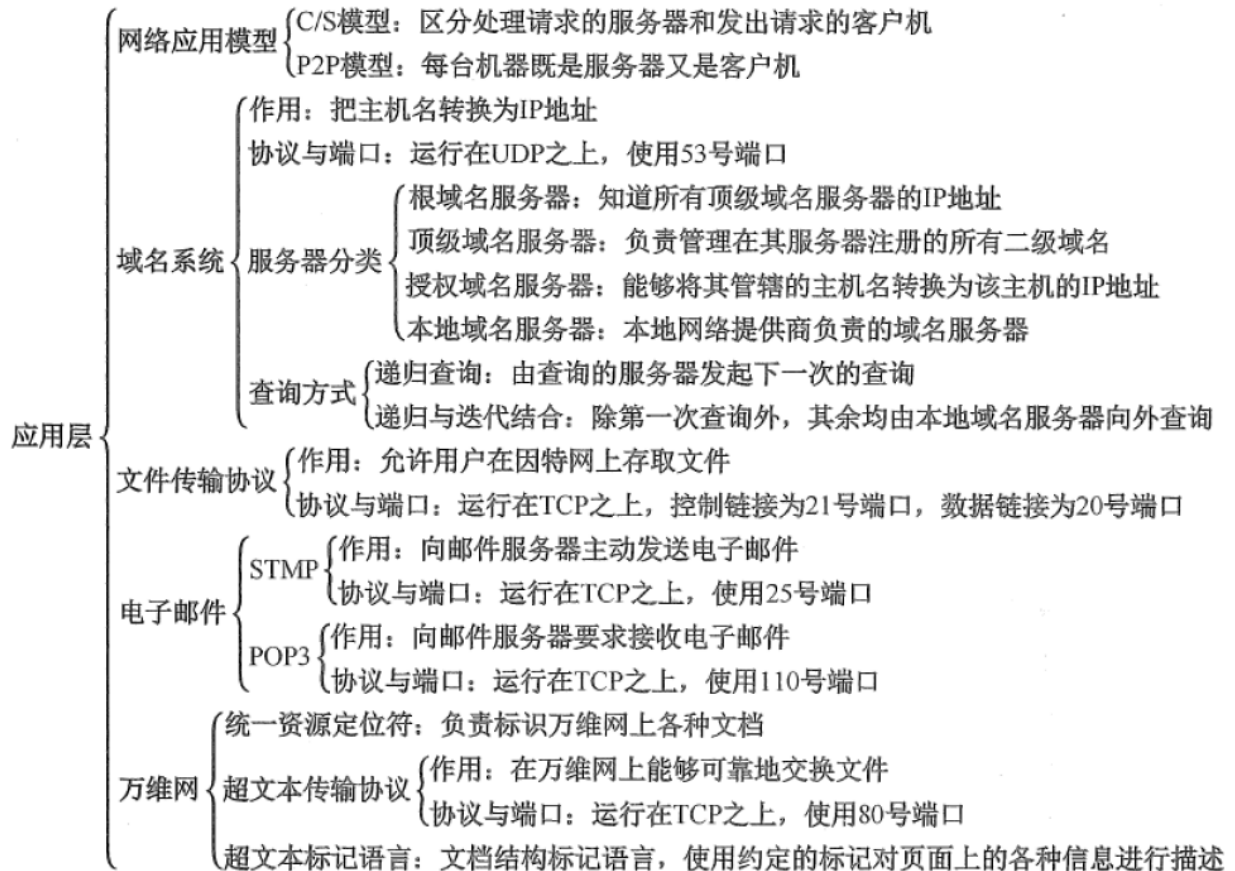 网络应用模型
C/S模型：区分处理请求的服务器和发出请求的客户机
P2P模型：每台机器既是服务器又是客户机
作用：把主机名转换为IP地址
协议与端口：运行在UDP之上，使用53号端口
域名系统
服务器分类
根域名服务器：知道所有顶级域名服务器的IP地址
顶级域名服务器：负责管理在其服务器注册的所有二级域名
授权域名服务器：能够将其管辖的主机名转换为该主机的IP地址
本地域名服务器：本地网络提供商负责的域名服务器
查询方式
递归查询：由查询的服务器发起下一次的查询
递归与迭代结合：除第一次查询外，其余均由本地域名服务器向外查询
应用层
文件传输协议
作用：允许用户在因特网上存取文件
协议与端口：运行在TCP之上，控制链接为21号端口，数据链接为20号端口
电子邮件
STMP
作用：向邮件服务器主动发送电子邮件
协议与端口：运行在TCP之上，使用25号端口
POP3
作用：向邮件服务器要求接收电子邮件
协议与端口：运行在TCP之上，使用110号端口
万维网
统一资源定位符：负责标识万维网上各种文档
超文本传输协议
作用：在万维网上能够可靠地交换文件
协议与端口：运行在TCP之上，使用80号端口
超文本标记语言：文档结构标记语言，使用约定的标记对页面上的各种信息进行描述